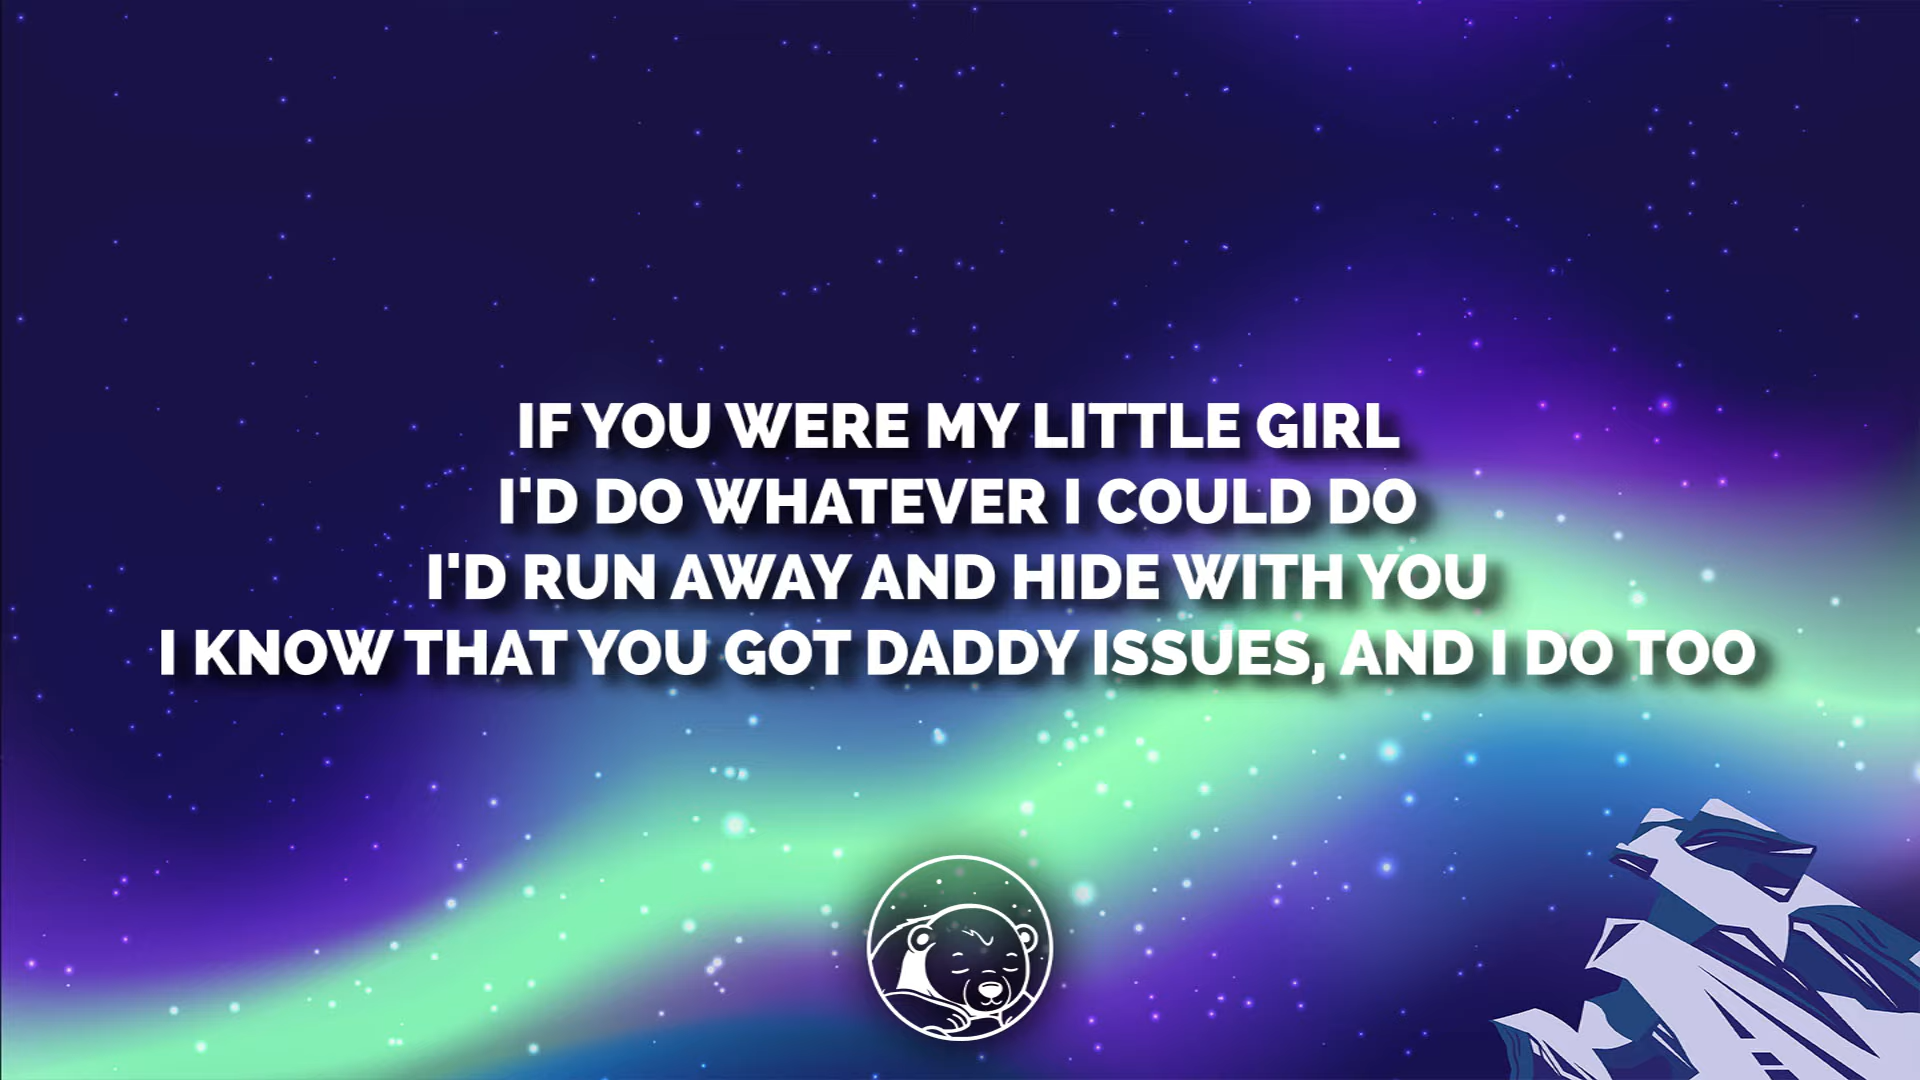 IF YOU WERE MY LITTLE GIRL
I'D DO WHATEVER I COULD DO
I'D RUN AWAY AND HIDE WITH YOU
I KNOW THAT YOU GOT DADDY ISSUES, AND I DO TOO